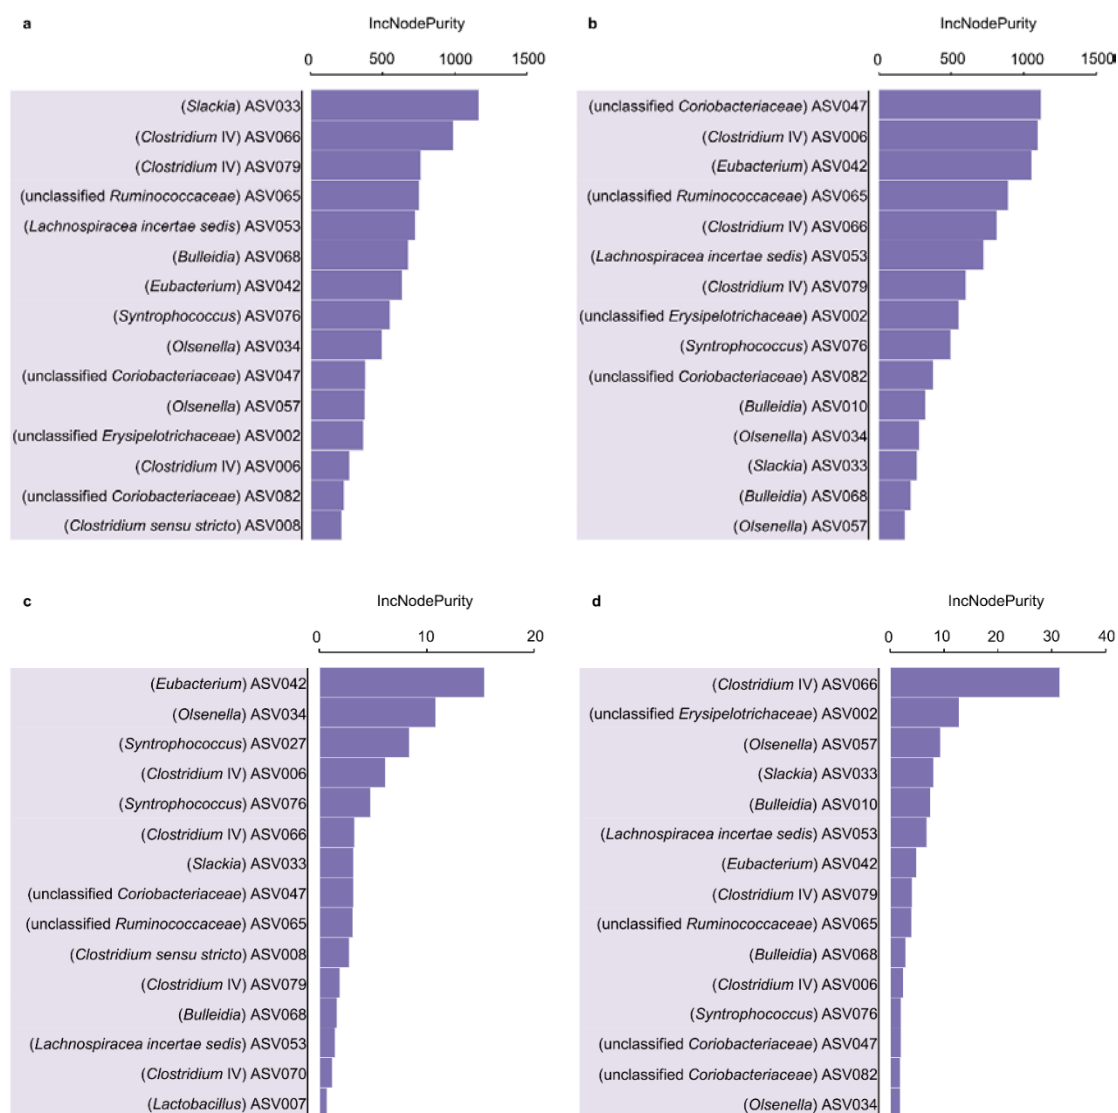 a
IncNodePurity
0 500 1000 1500
(Slackia) ASV033
(Clostridium IV) ASV066
(Clostridium IV) ASV079
(unclassified Ruminococcaceae) ASV065
(Lachnospiracea incertae sedis) ASV053
(Bulleidia) ASV068
(Eubacterium) ASV042
(Syntrophococcus) ASV076
(Olsenella) ASV034
(unclassified Coriobacteriaceae) ASV047
(Olsenella) ASV057
(unclassified Erysipelotrichaceae) ASV002
(Clostridium IV) ASV006
(unclassified Coriobacteriaceae) ASV082
(Clostridium sensu stricto) ASV008
b
IncNodePurity
0 500 1000 1500
(unclassified Coriobacteriaceae) ASV047
(Clostridium IV) ASV006
(Eubacterium) ASV042
(unclassified Ruminococcaceae) ASV065
(Clostridium IV) ASV066
(Lachnospiracea incertae sedis) ASV053
(Clostridium IV) ASV079
(unclassified Erysipelotrichaceae) ASV002
(Syntrophococcus) ASV076
(unclassified Coriobacteriaceae) ASV082
(Bulleidia) ASV010
(Olsenella) ASV034
(Slackia) ASV033
(Bulleidia) ASV068
(Olsenella) ASV057
c
IncNodePurity
0 10 20
(Eubacterium) ASV042
(Olsenella) ASV034
(Syntrophococcus) ASV027
(Clostridium IV) ASV006
(Syntrophococcus) ASV076
(Clostridium IV) ASV066
(Slackia) ASV033
(unclassified Coriobacteriaceae) ASV047
(unclassified Ruminococcaceae) ASV065
(Clostridium sensu stricto) ASV008
(Clostridium IV) ASV079
(Bulleidia) ASV068
(Lachnospiracea incertae sedis) ASV053
(Clostridium IV) ASV070
(Lactobacillus) ASV007
d
IncNodePurity
0 10 20 30 40
(Clostridium IV) ASV066
(unclassified Erysipelotrichaceae) ASV002
(Olsenella) ASV057
(Slackia) ASV033
(Bulleidia) ASV010
(Lachnospiracea incertae sedis) ASV053
(Eubacterium) ASV042
(Clostridium IV) ASV079
(unclassified Ruminococcaceae) ASV065
(Bulleidia) ASV068
(Clostridium IV) ASV006
(Syntrophococcus) ASV076
(unclassified Coriobacteriaceae) ASV047
(unclassified Coriobacteriaceae) ASV082
(Olsenella) ASV034